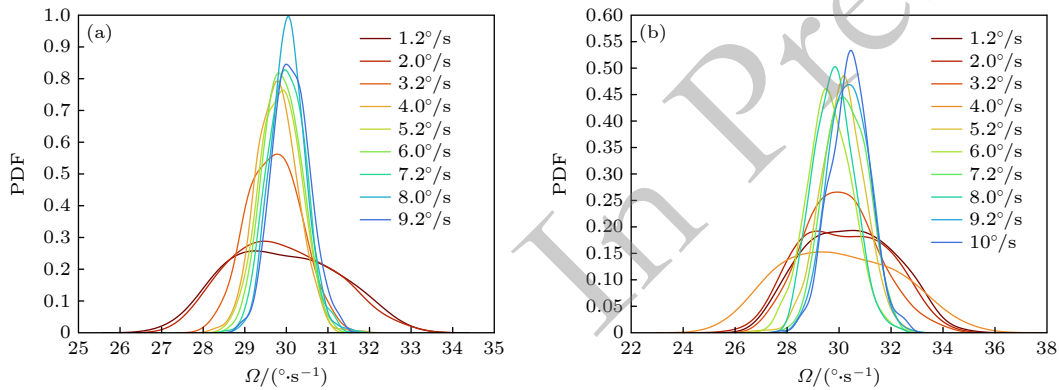 (a)
PDF
1.0
0.9
0.8
0.7
0.6
0.5
0.4
0.3
0.2
0.1
0
25 26 27 28 29 30 31 32 33 34 35
Ω/(°·s⁻¹)
1.2°/s
2.0°/s
3.2°/s
4.0°/s
5.2°/s
6.0°/s
7.2°/s
8.0°/s
9.2°/s
(b)
PDF
0.60
0.55
0.50
0.45
0.40
0.35
0.30
0.25
0.20
0.15
0.10
0.05
0
22 24 26 28 30 32 34 36 38
Ω/(°·s⁻¹)
1.2°/s
2.0°/s
3.2°/s
4.0°/s
5.2°/s
6.0°/s
7.2°/s
8.0°/s
9.2°/s
10°/s
In Pre